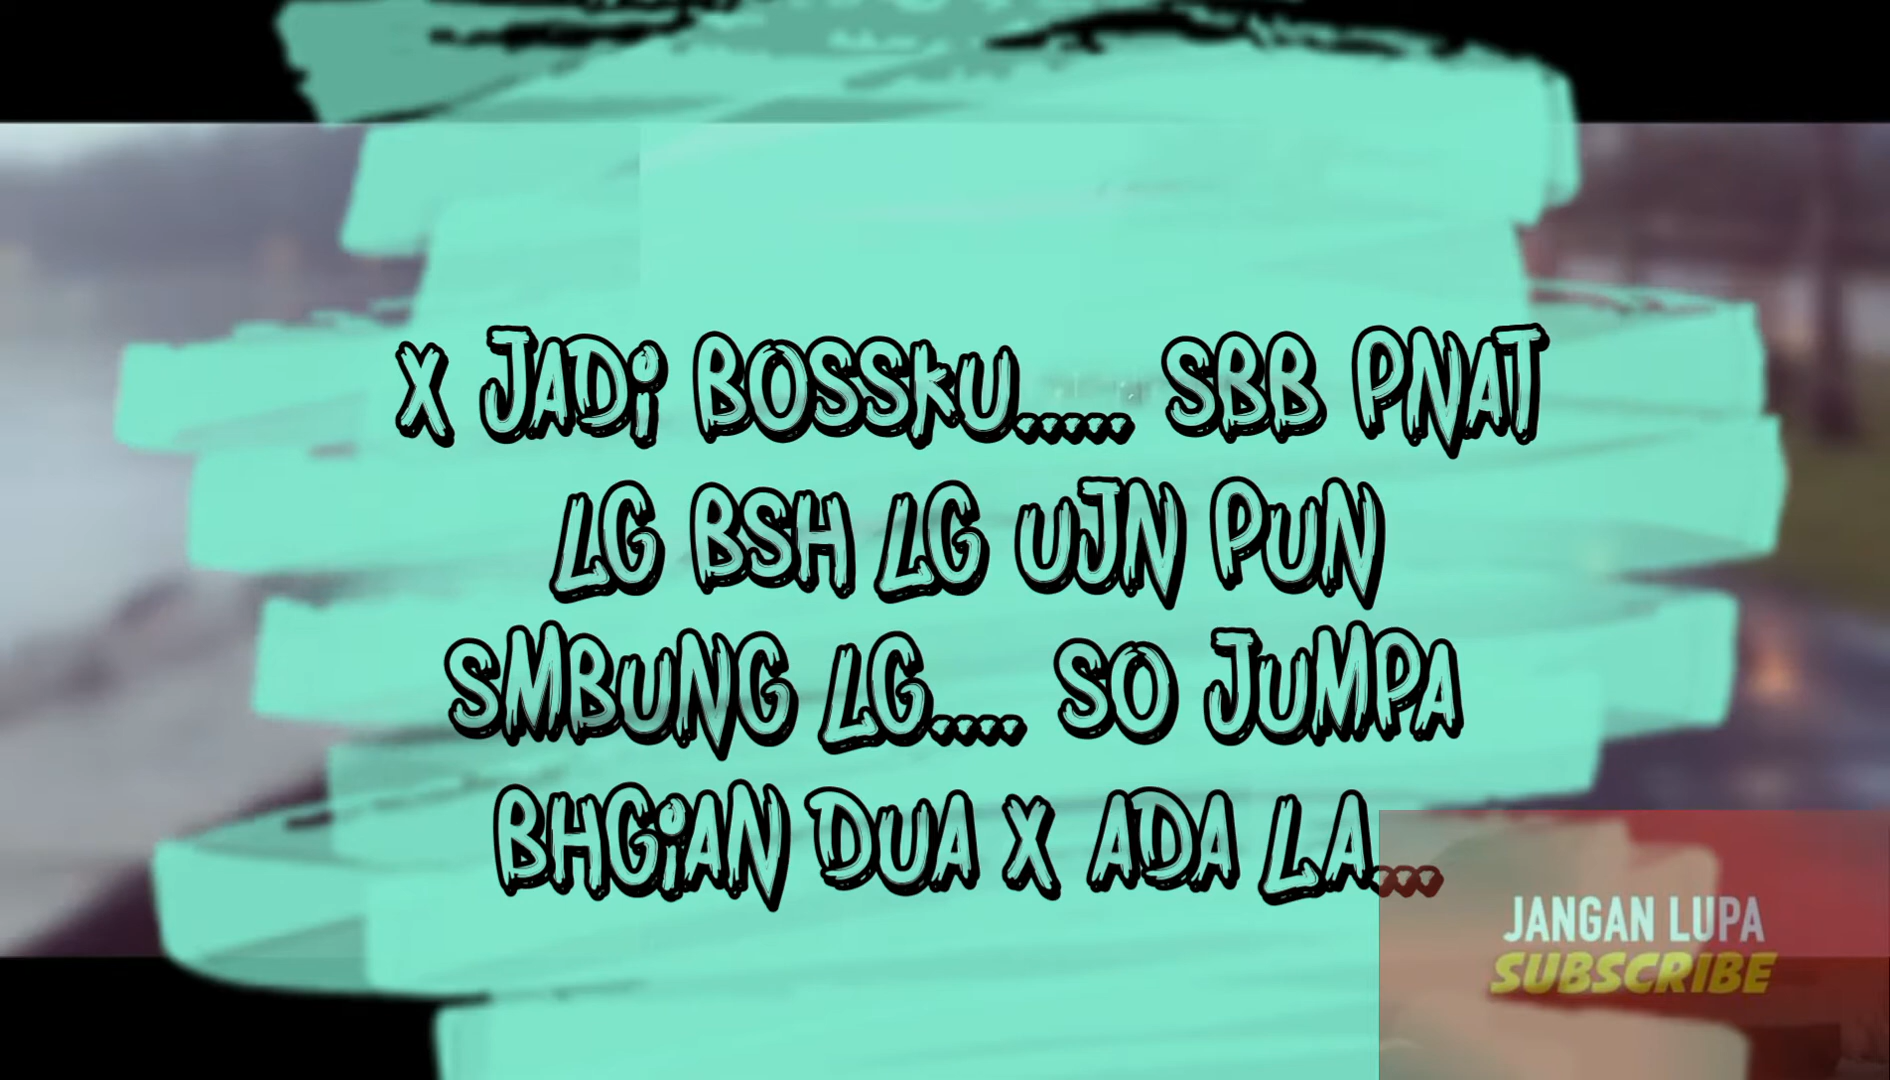 X JADi BOSSKU..... SBB PNAT
LG BSH LG UJN PUN
SMBUNG LG.... SO JUMPA
BHGiAN DUA X ADA LA...
JANGAN LUPA
SUBSCRIBE